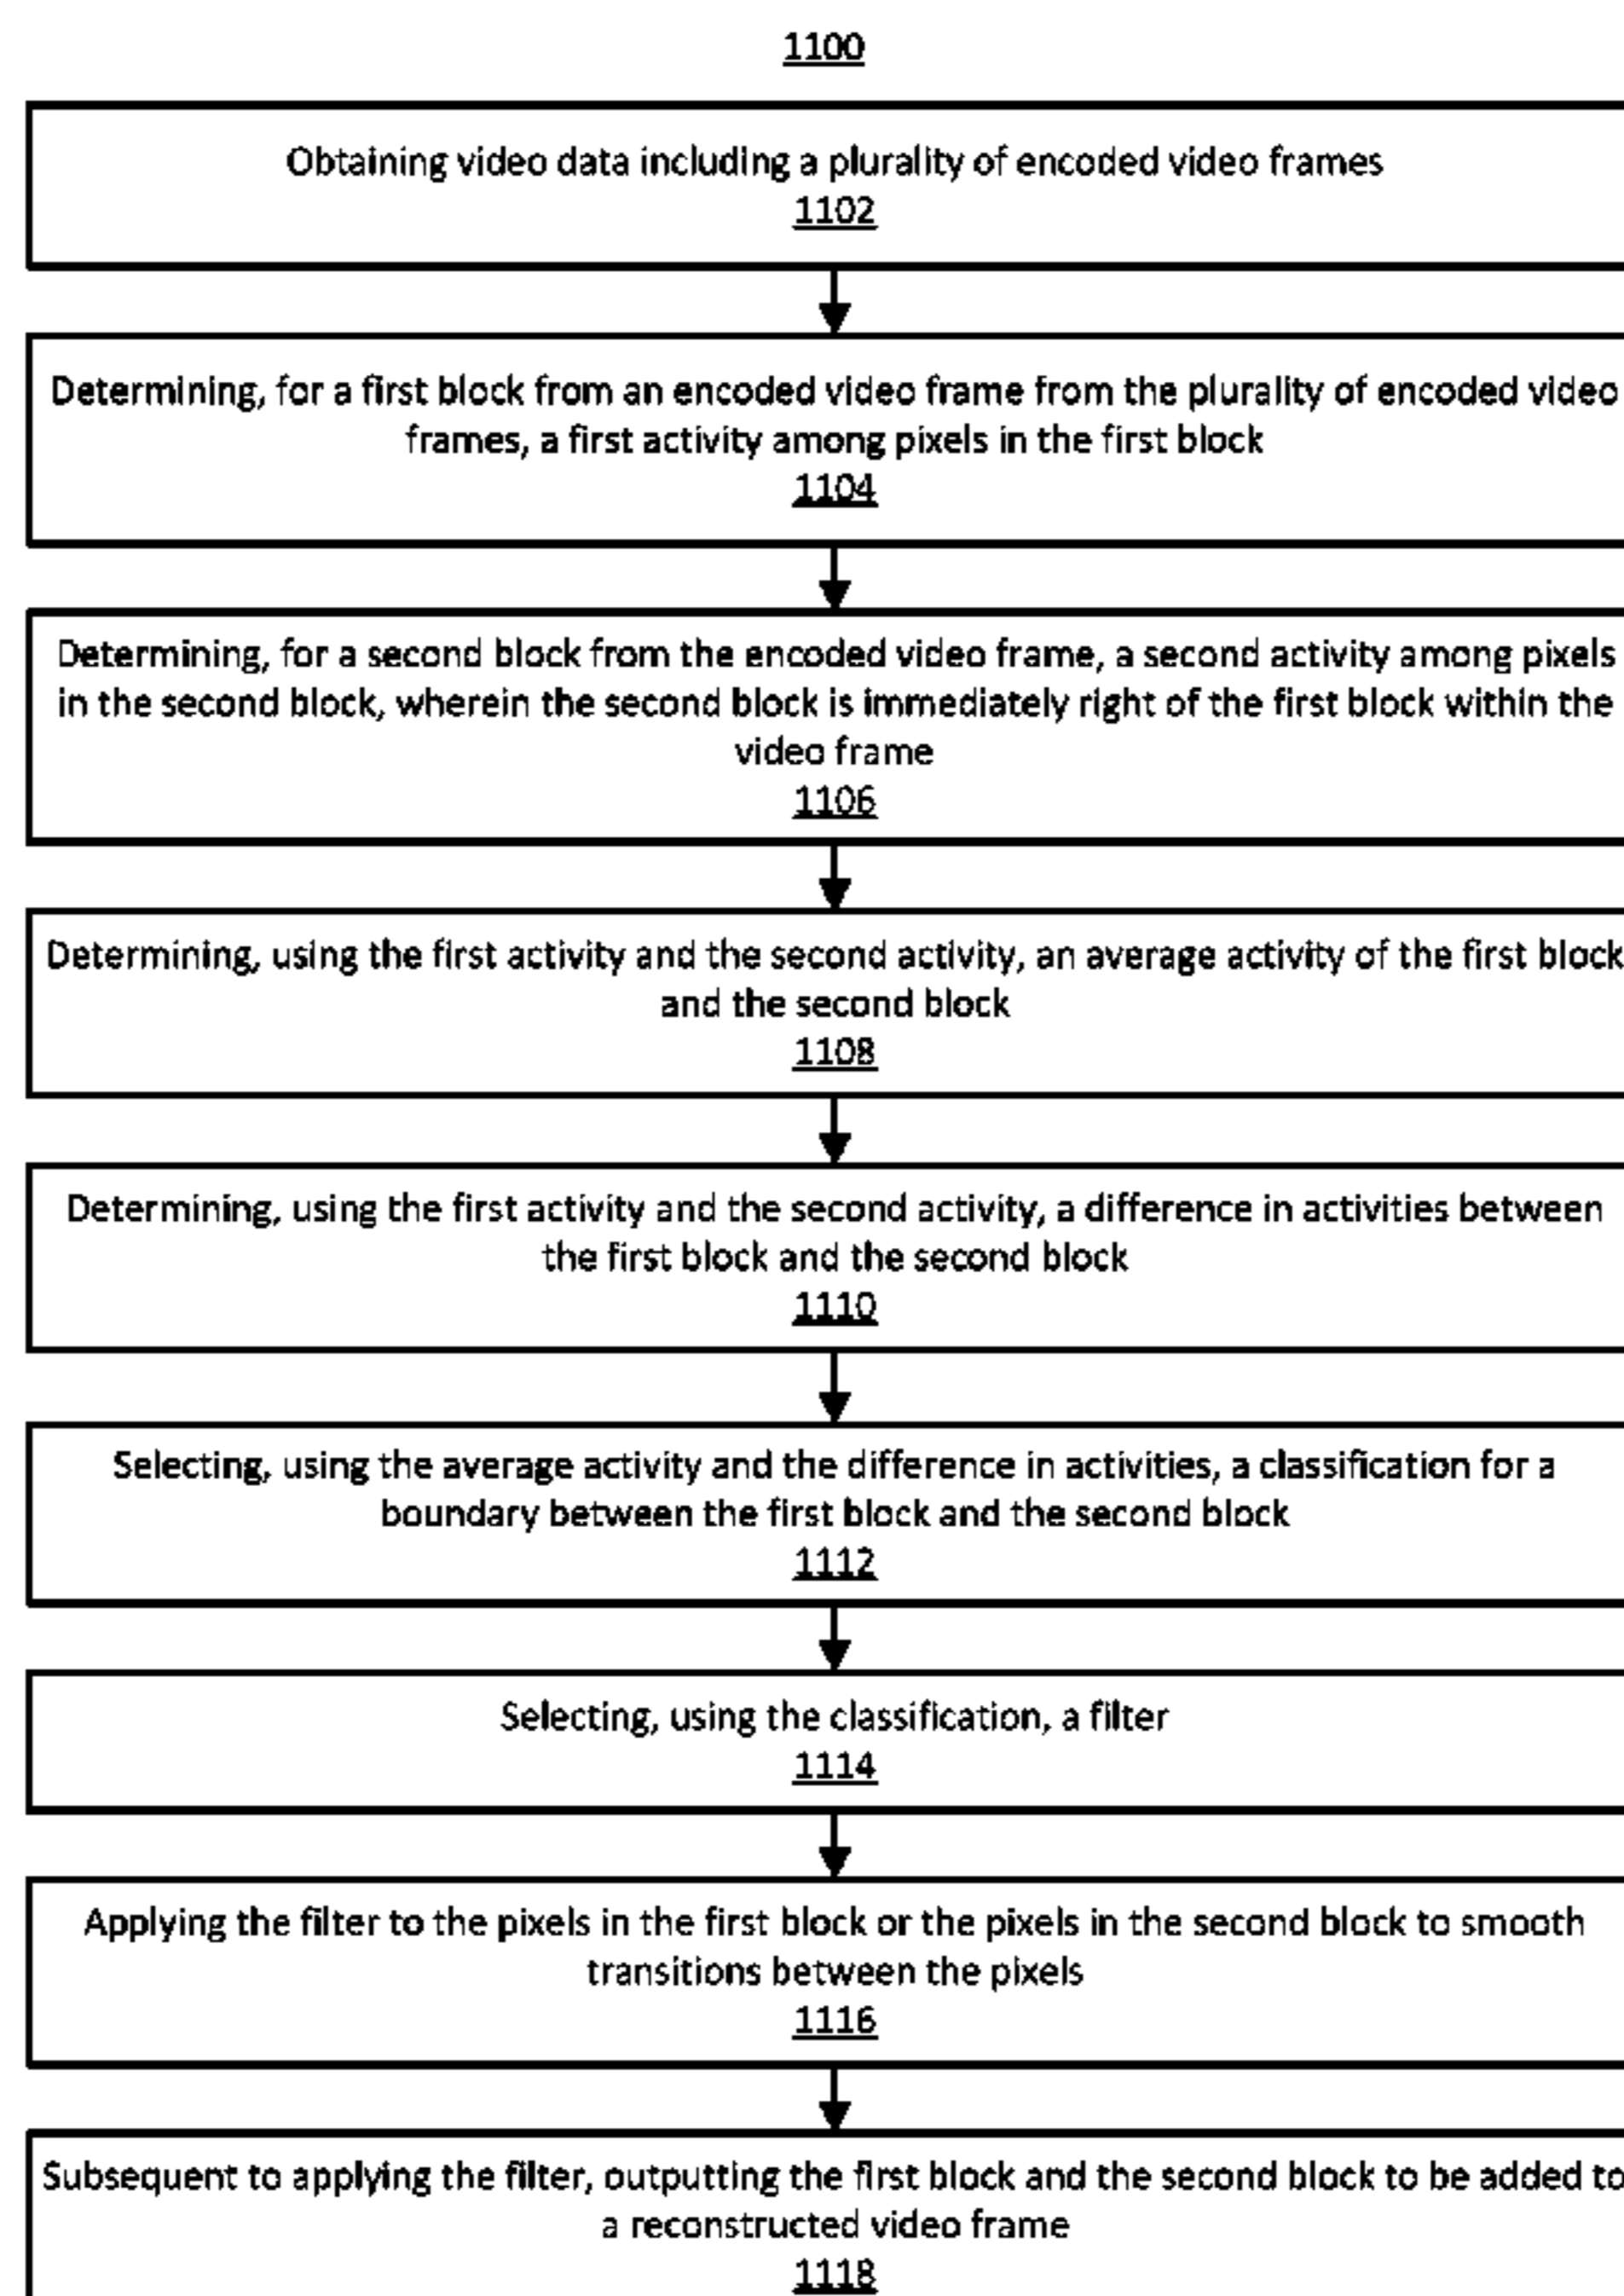 1100
Obtaining video data including a plurality of encoded video frames
1102
Determining, for a first block from an encoded video frame from the plurality of encoded video
frames, a first activity among pixels in the first block
1104
Determining, for a second block from the encoded video frame, a second activity among pixels
in the second block, wherein the second block is immediately right of the first block within the
video frame
1106
Determining, using the first activity and the second activity, an average activity of the first block
and the second block
1108
Determining, using the first activity and the second activity, a difference in activities between
the first block and the second block
1110
Selecting, using the average activity and the difference in activities, a classification for a
boundary between the first block and the second block
1112
Selecting, using the classification, a filter
1114
Applying the filter to the pixels in the first block or the pixels in the second block to smooth
transitions between the pixels
1116
Subsequent to applying the filter, outputting the first block and the second block to be added to
a reconstructed video frame
1118